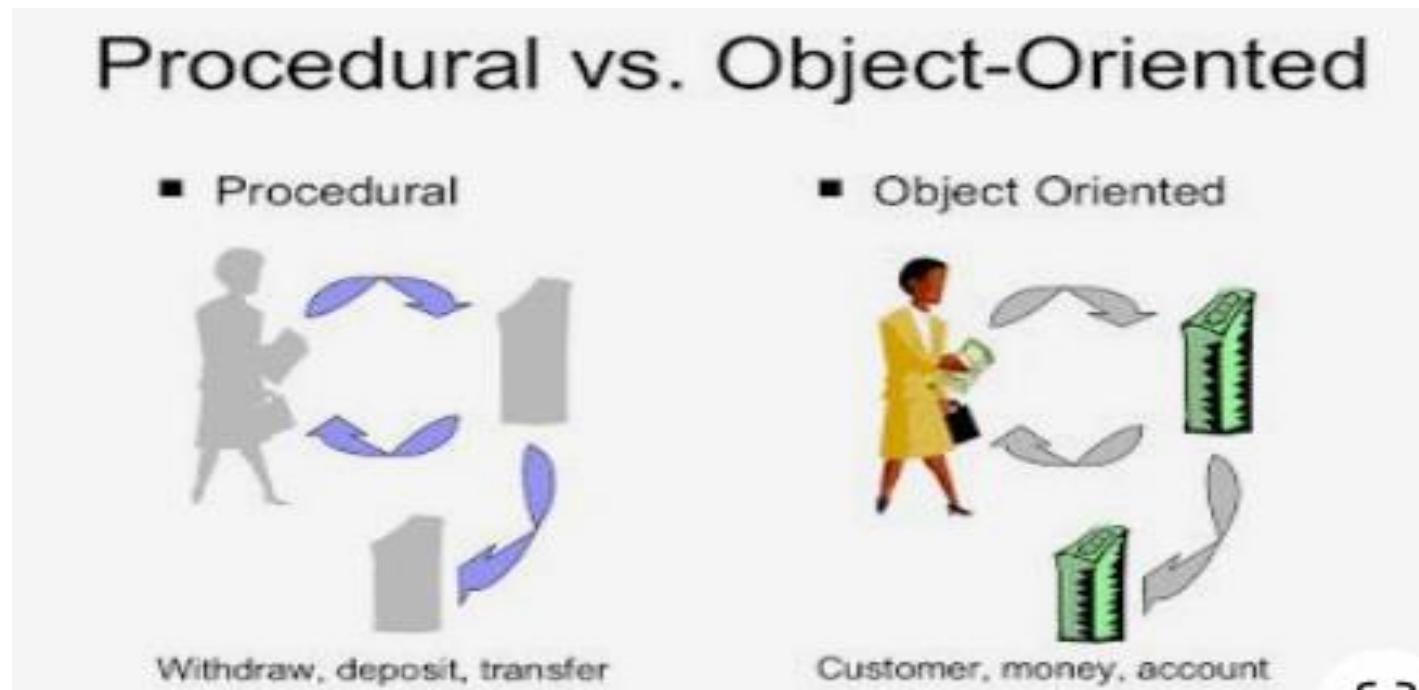 Procedural vs. Object-Oriented
■ Procedural
■ Object Oriented
Withdraw, deposit, transfer
Customer, money, account